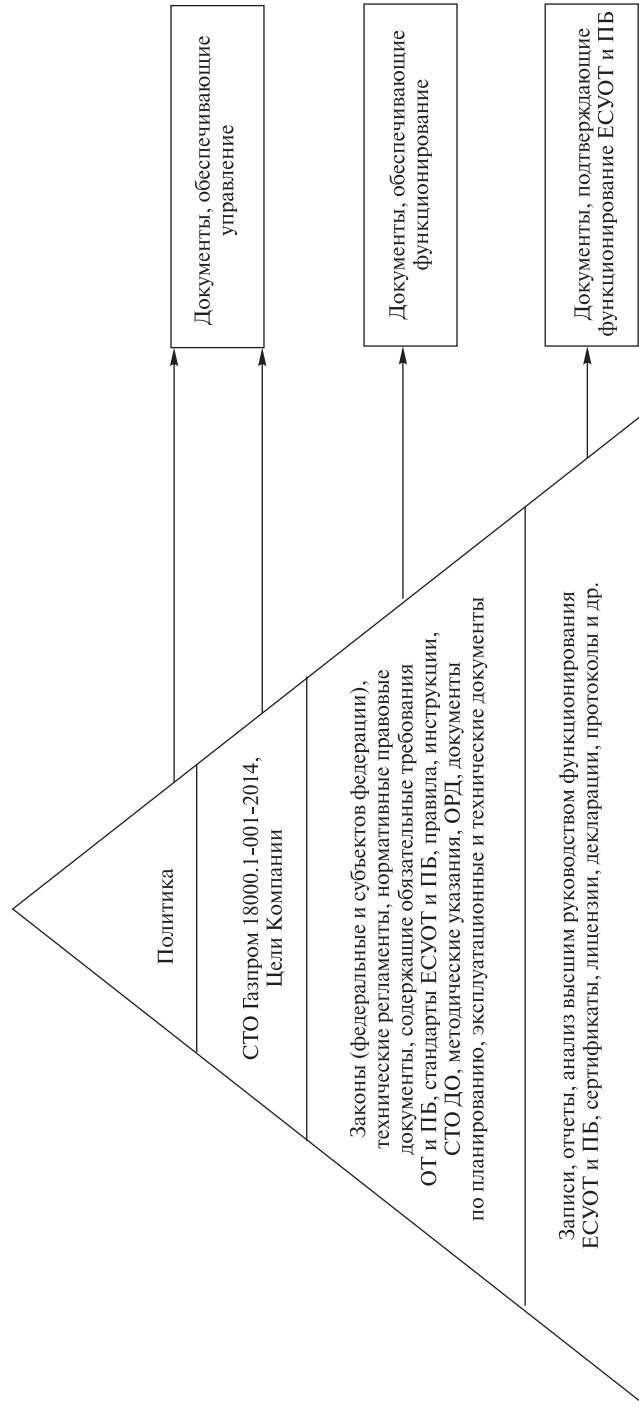 Политика
СТО Газпром 18000.1-001-2014,
Цели Компании
Законы (федеральные и субъектов федерации),
технические регламенты, нормативные правовые
документы, содержащие обязательные требования
ОТ и ПБ, стандарты ЕСУОТ и ПБ, правила, инструкции,
СТО ДО, методические указания, ОРД, документы
по планированию, эксплуатационные и технические документы
Записи, отчеты, анализ высшим руководством функционирования
ЕСУОТ и ПБ, сертификаты, лицензии, декларации, протоколы и др.
Документы, обеспечивающие
управление
Документы, обеспечивающие
функционирование
Документы, подтверждающие
функционирование ЕСУОТ и ПБ